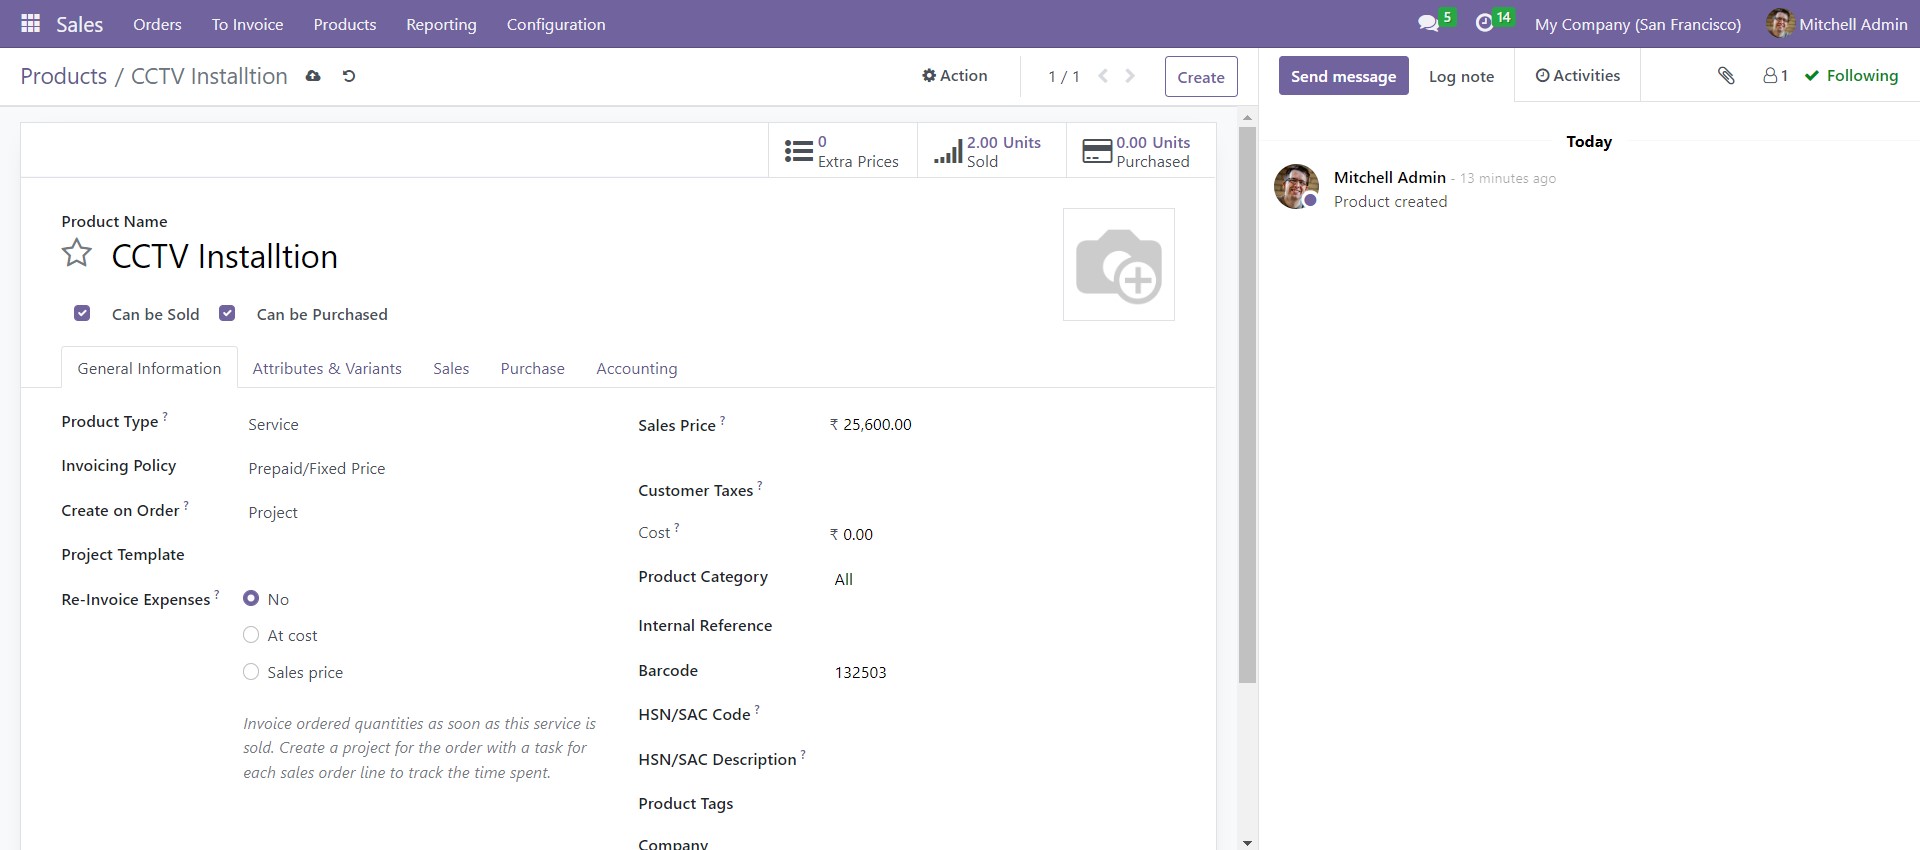 Sales Orders To Invoice Products Reporting Configuration 5 14 My Company (San Francisco) Mitchell Admin
Products / CCTV Installtion Action 1 / 1 Create Send message Log note Activities 1 Following
0 Extra Prices
2.00 Units Sold
0.00 Units Purchased
Product Name
CCTV Installtion
Can be Sold Can be Purchased
General Information Attributes & Variants Sales Purchase Accounting
Product Type ? Service
Invoicing Policy Prepaid/Fixed Price
Create on Order ? Project
Project Template
Re-Invoice Expenses ? No
At cost
Sales price
Invoice ordered quantities as soon as this service is
sold. Create a project for the order with a task for
each sales order line to track the time spent.
Sales Price ? ₹ 25,600.00
Customer Taxes ?
Cost ? ₹ 0.00
Product Category All
Internal Reference
Barcode 132503
HSN/SAC Code ?
HSN/SAC Description ?
Product Tags
Company
Today
Mitchell Admin - 13 minutes ago
Product created